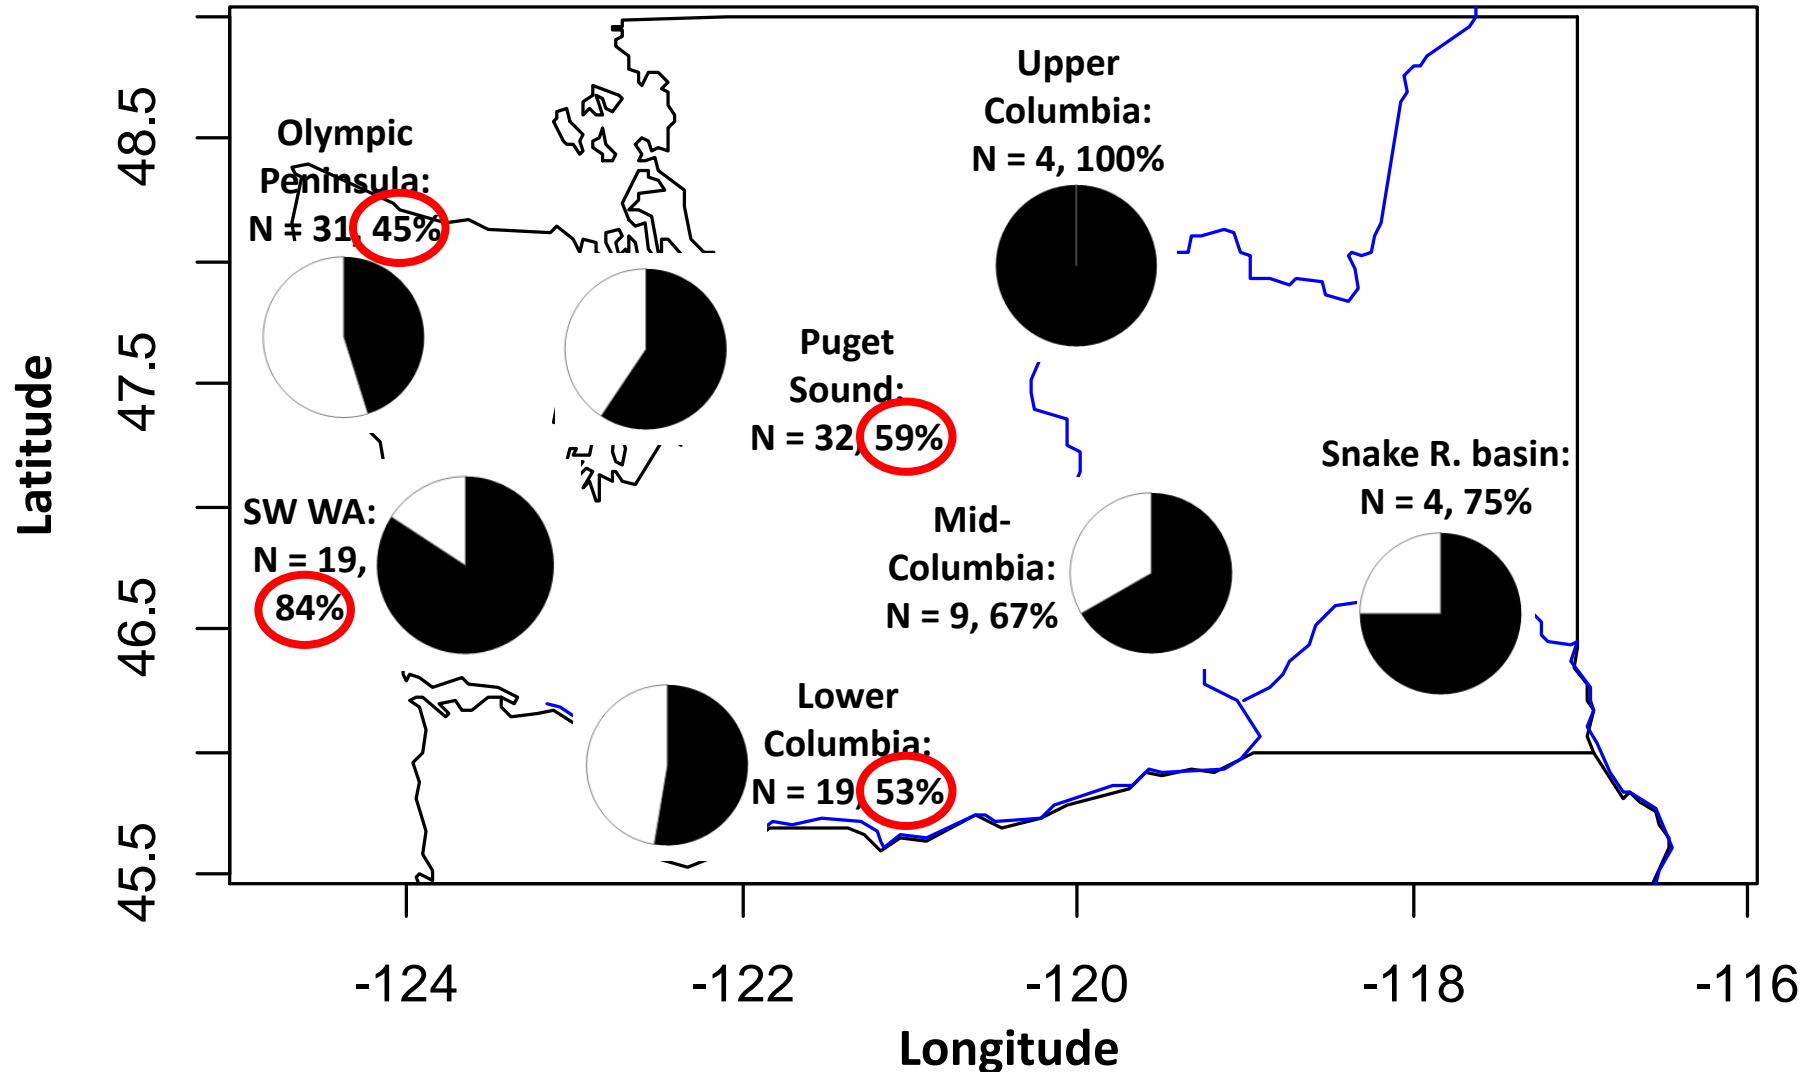 Upper
Columbia:
N = 4, 100%
Olympic
Peninsula:
N = 31, 45%
Puget
Sound:
N = 32, 59%
Snake R. basin:
N = 4, 75%
SW WA:
N = 19,
84%
Mid-
Columbia:
N = 9, 67%
Lower
Columbia:
N = 19, 53%
Latitude
48.5
47.5
46.5
45.5
-124
-122
-120
-118
-116
Longitude